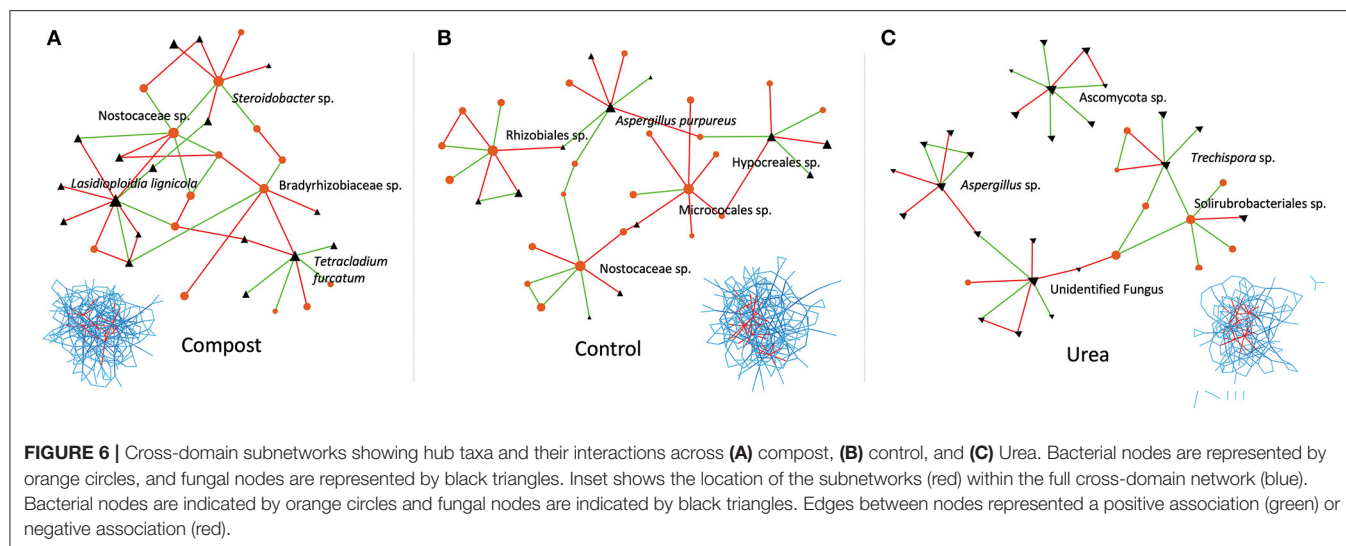 A
Steroidobacter sp.
Nostocaceae sp.
Lasidioploidia lignicola
Bradyrhizobiaceae sp.
Tetracladium
furcatum
Compost
B
Rhizobiales sp.
Aspergillus purpureus
Hypocreales sp.
Micrococales sp.
Nostocaceae sp.
Control
C
Ascomycota sp.
Trechispora sp.
Aspergillus sp.
Solirubrobacteriales sp.
Unidentified Fungus
Urea
FIGURE 6 | Cross-domain subnetworks showing hub taxa and their interactions across (A) compost, (B) control, and (C) Urea. Bacterial nodes are represented by
orange circles, and fungal nodes are represented by black triangles. Inset shows the location of the subnetworks (red) within the full cross-domain network (blue).
Bacterial nodes are indicated by orange circles and fungal nodes are indicated by black triangles. Edges between nodes represented a positive association (green) or
negative association (red).